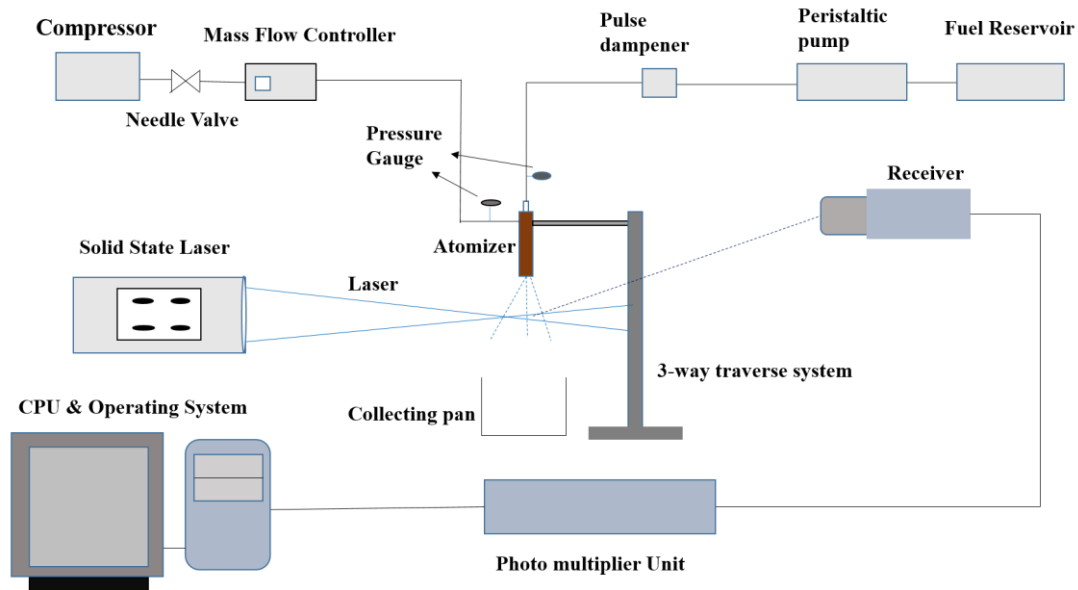 Compressor
Mass Flow Controller
Pulse
dampener
Peristaltic
pump
Fuel Reservoir
Needle Valve
Pressure
Gauge
Receiver
Atomizer
Solid State Laser
Laser
3-way traverse system
CPU & Operating System
Collecting pan
Photo multiplier Unit